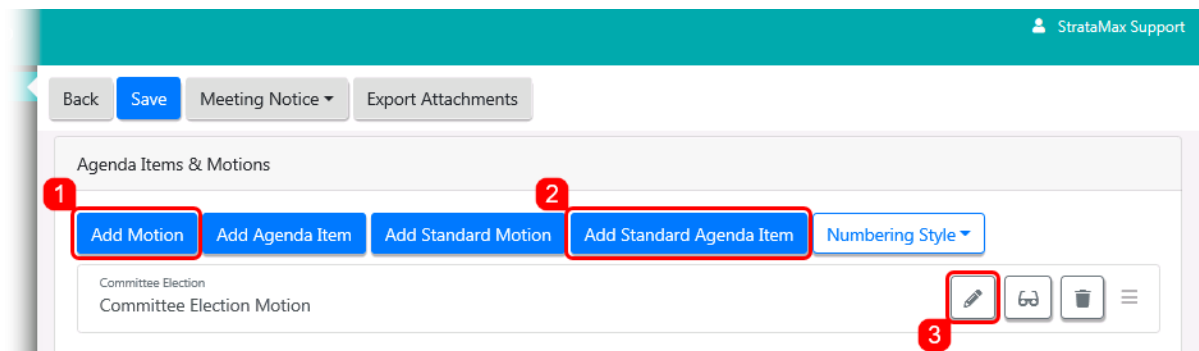 StrataMax Support
Back Save Meeting Notice Export Attachments
Agenda Items & Motions
1 2
Add Motion Add Agenda Item Add Standard Motion Add Standard Agenda Item Numbering Style
Committee Election
Committee Election Motion
3